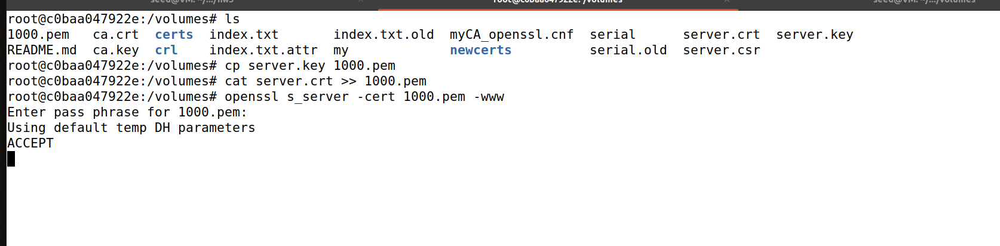 root@c0baa047922e: /volumes
root@c0baa047922e:/volumes# ls
1000.pem ca.crt certs index.txt index.txt.old myCA_openssl.cnf serial server.crt server.key
README.md ca.key crl index.txt.attr my newcerts serial.old server.csr
root@c0baa047922e:/volumes# cp server.key 1000.pem
root@c0baa047922e:/volumes# cat server.crt >> 1000.pem
root@c0baa047922e:/volumes# openssl s_server -cert 1000.pem -www
Enter pass phrase for 1000.pem:
Using default temp DH parameters
ACCEPT